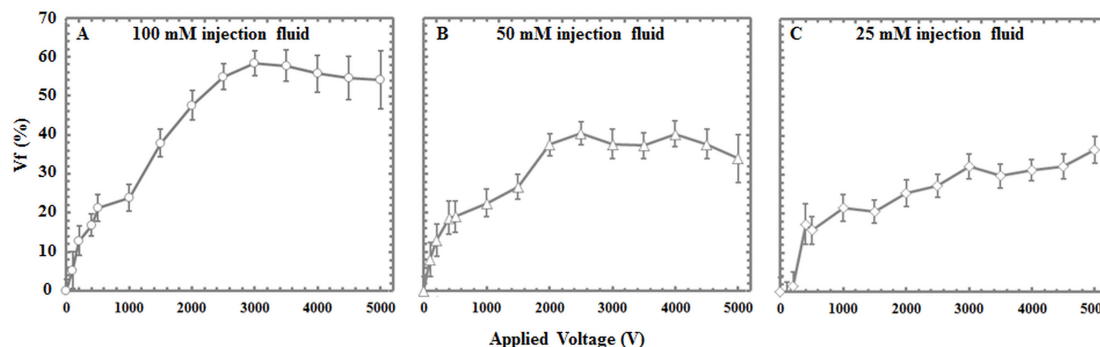 A 100 mM injection fluid
B 50 mM injection fluid
C 25 mM injection fluid
Vf (%)
70
60
50
40
30
20
10
0
0 1000 2000 3000 4000 5000
0 1000 2000 3000 4000 5000
0 1000 2000 3000 4000 500
Applied Voltage (V)